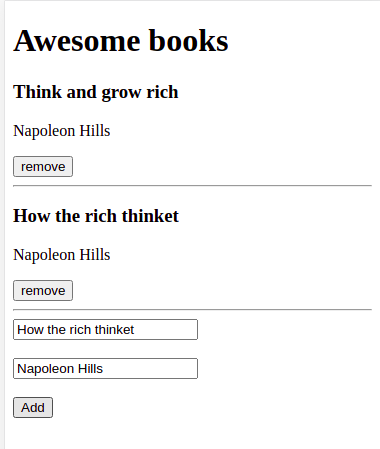 Awesome books
Think and grow rich
Napoleon Hills
remove
How the rich thinket
Napoleon Hills
remove
How the rich thinket
Napoleon Hills
Add